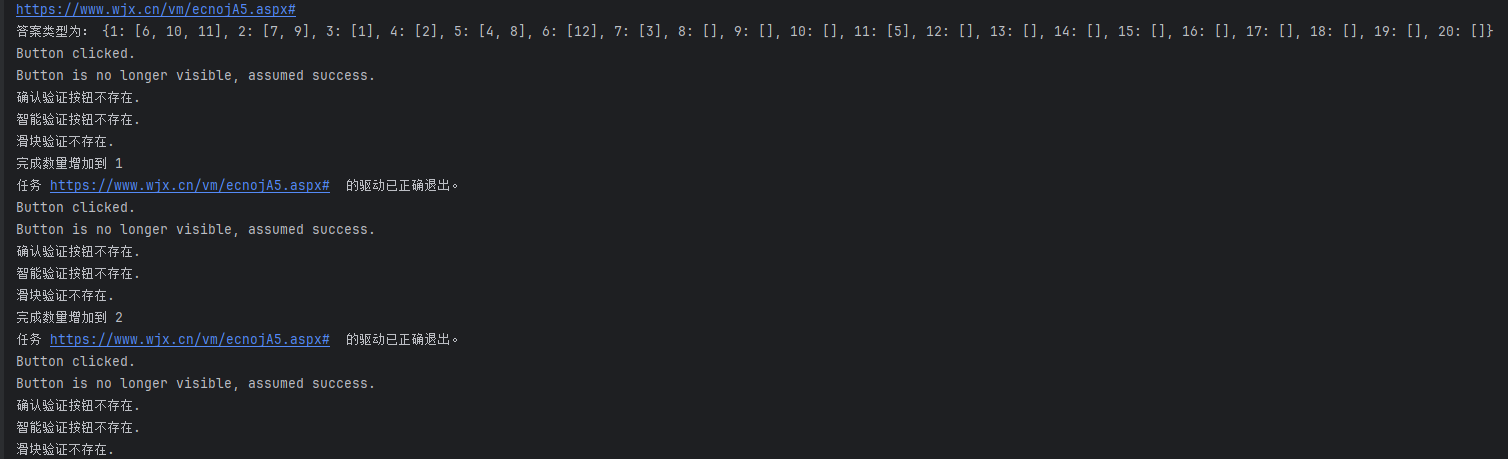 https://www.wjx.cn/vm/ecnojA5.aspx#
答案类型为: {1: [6, 10, 11], 2: [7, 9], 3: [1], 4: [2], 5: [4, 8], 6: [12], 7: [3], 8: [], 9: [], 10: [], 11: [5], 12: [], 13: [], 14: [], 15: [], 16: [], 17: [], 18: [], 19: [], 20: []}
Button clicked.
Button is no longer visible, assumed success.
确认验证按钮不存在.
智能验证按钮不存在.
滑块验证不存在.
完成数量增加到 1
任务 https://www.wjx.cn/vm/ecnojA5.aspx# 的驱动已正确退出。
Button clicked.
Button is no longer visible, assumed success.
确认验证按钮不存在.
智能验证按钮不存在.
滑块验证不存在.
完成数量增加到 2
任务 https://www.wjx.cn/vm/ecnojA5.aspx# 的驱动已正确退出。
Button clicked.
Button is no longer visible, assumed success.
确认验证按钮不存在.
智能验证按钮不存在.
滑块验证不存在.